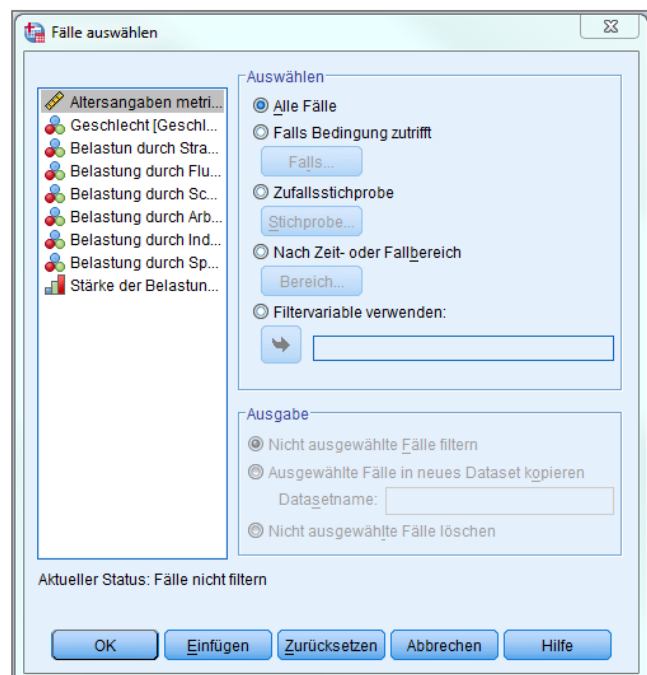 Fälle auswählen
Altersangaben metri...
Geschlecht [Geschl...
Belastun durch Stra...
Belastung durch Flu...
Belastung durch Sc...
Belastung durch Arb...
Belastung durch Ind...
Belastung durch Sp...
Stärke der Belastun...
Auswählen
Alle Fälle
Falls Bedingung zutrifft
Falls...
Zufallsstichprobe
Stichprobe...
Nach Zeit- oder Fallbereich
Bereich...
Filtervariable verwenden:
Ausgabe
Nicht ausgewählte Fälle filtern
Ausgewählte Fälle in neues Dataset kopieren
Datasetname:
Nicht ausgewählte Fälle löschen
Aktueller Status: Fälle nicht filtern
OK Einfügen Zurücksetzen Abbrechen Hilfe